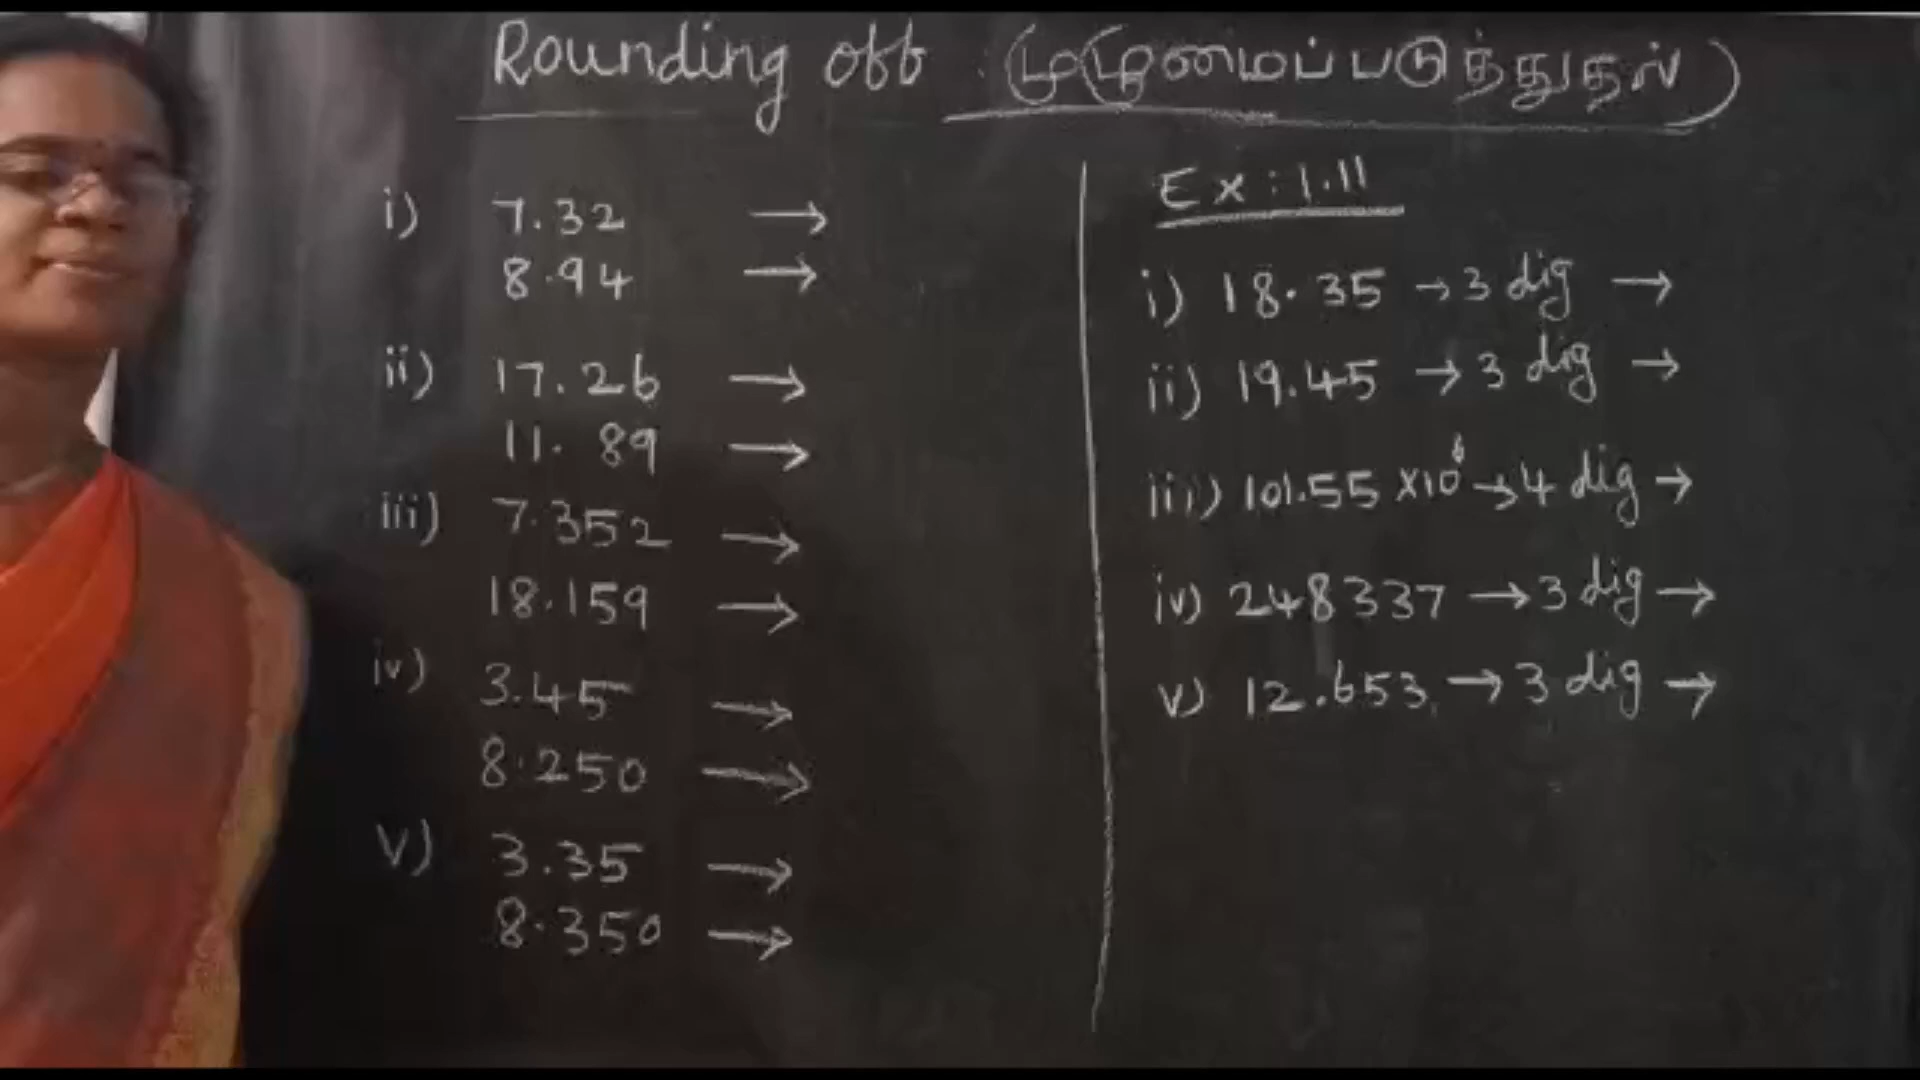 Rounding off (முழுமைப்படுத்துதல்)
i) 7.32 →
8.94 →
ii) 17.26 →
11.89 →
iii) 7.352 →
18.159 →
iv) 3.45 →
8.250 →
v) 3.35 →
8.350 →
Ex : 1.11
i) 18.35 → 3 dig →
ii) 19.45 → 3 dig →
iii) 101.55 ×10⁶ → 4 dig →
iv) 248337 → 3 dig →
v) 12.653 → 3 dig →